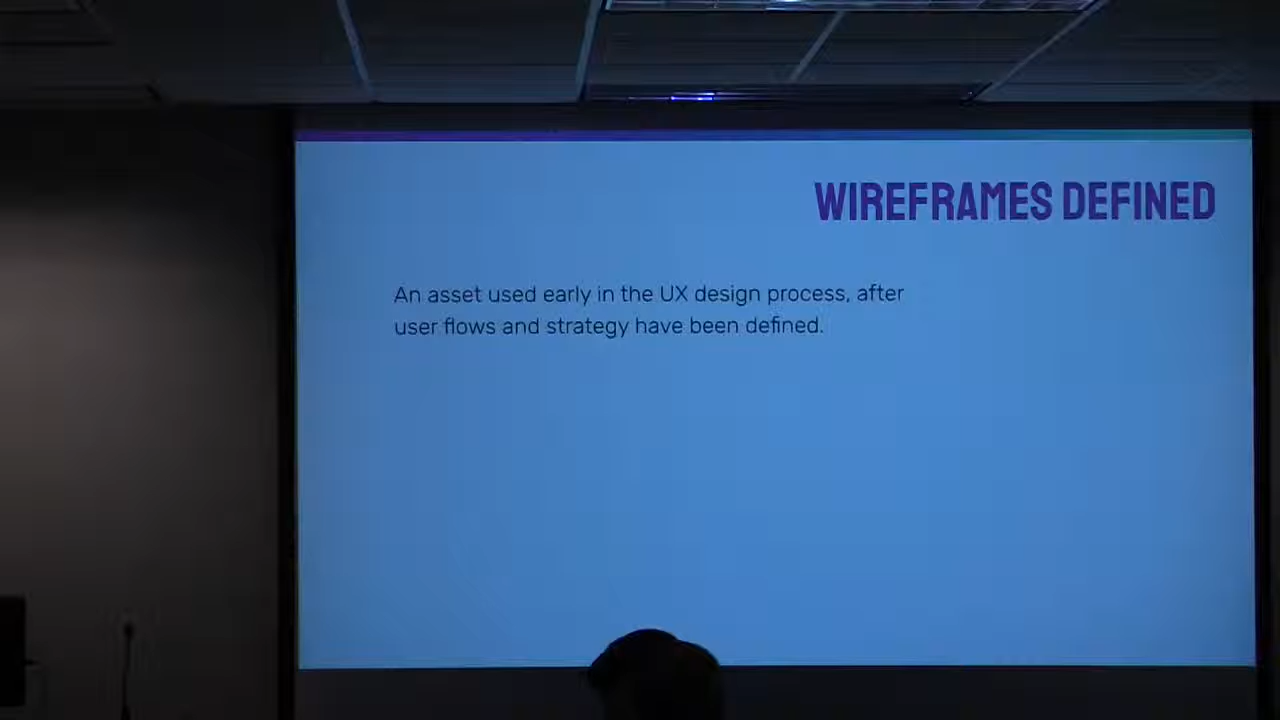 WIREFRAMES DEFINED
An asset used early in the UX design process, after
user flows and strategy have been defined.